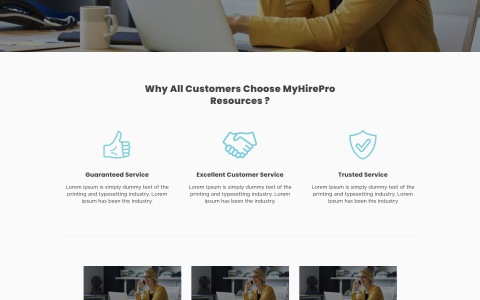 Why All Customers Choose MyHirePro
Resources ?
Guaranteed Service
Excellent Customer Service
Trusted Service
Lorem Ipsum is simply dummy text of the
printing and typesetting industry. Lorem
Ipsum has been the industry.
Lorem Ipsum is simply dummy text of the
printing and typesetting industry. Lorem
Ipsum has been the industry.
Lorem Ipsum is simply dummy text of the
printing and typesetting industry. Lorem
Ipsum has been the industry